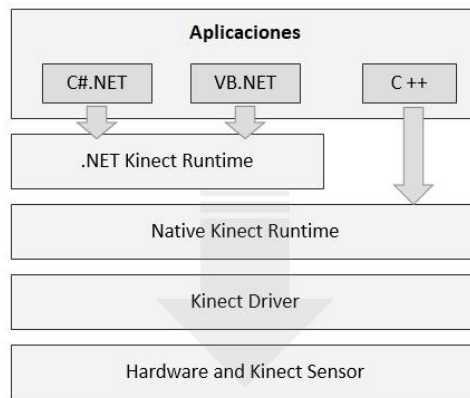 Aplicaciones
C#.NET
VB.NET
C ++
.NET Kinect Runtime
Native Kinect Runtime
Kinect Driver
Hardware and Kinect Sensor